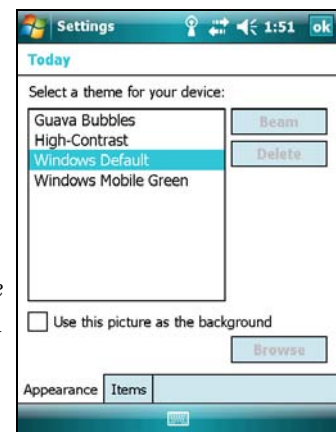 Settings 1:51 ok
Today
Select a theme for your device:
Guava Bubbles
High-Contrast
Windows Default
Windows Mobile Green
Beam
Delete
Use this picture as the background
Browse
Appearance Items